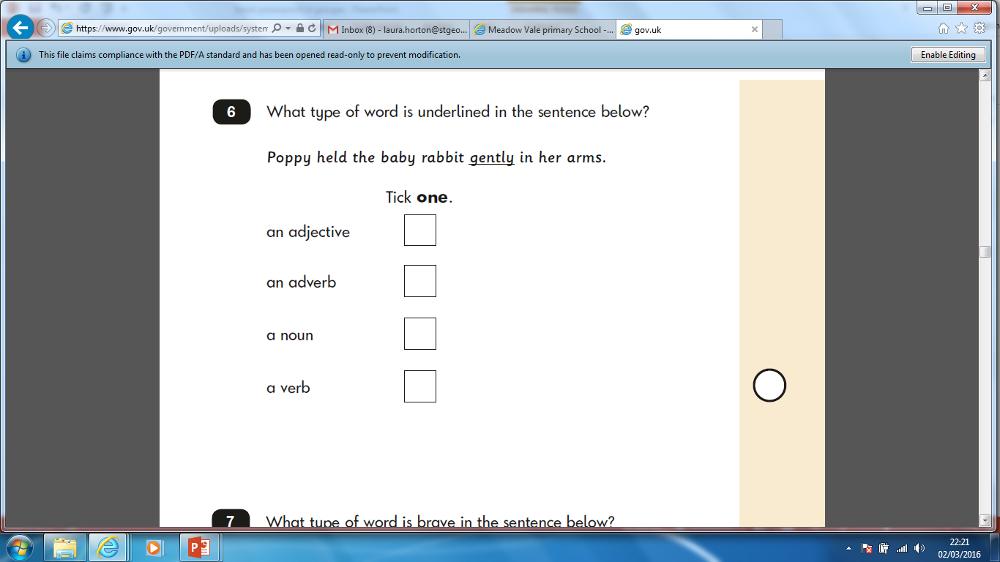 https://www.gov.uk/government/uploads/system
Inbox (8) - laura.horton@stgeo...
Meadow Vale primary School -...
gov.uk
This file claims compliance with the PDF/A standard and has been opened read-only to prevent modification.
Enable Editing
6 What type of word is underlined in the sentence below?
Poppy held the baby rabbit gently in her arms.
Tick one.
an adjective
an adverb
a noun
a verb
7 What type of word is brave in the sentence below?
22:21
02/03/2016